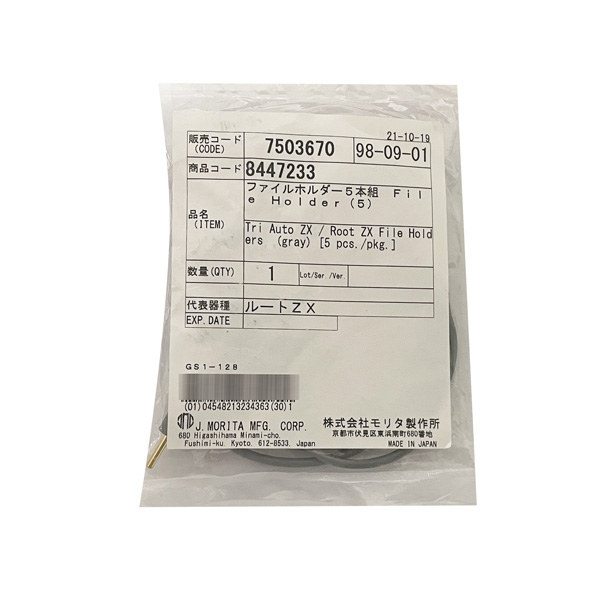 21-10-19
販売コード (CODE) 7503670 98-09-01
商品コード 8447233
品名 (ITEM) ファイルホルダー5本組 Fil
e Holder(5)
Tri Auto ZX / Root ZX File Hold
ers (gray) [5 pcs./pkg.]
数量(QTY) 1 Lot/Ser./Ver.
代表器種 ルートZX
EXP.DATE
GS1-128
(01)04548213234363(30)1
J. MORITA MFG. CORP. 株式会社モリタ製作所
680 Higashihama Minami-cho, 京都市伏見区東浜南町680番地
Fushimi-ku, Kyoto, 612-8533, Japan MADE IN JAPAN